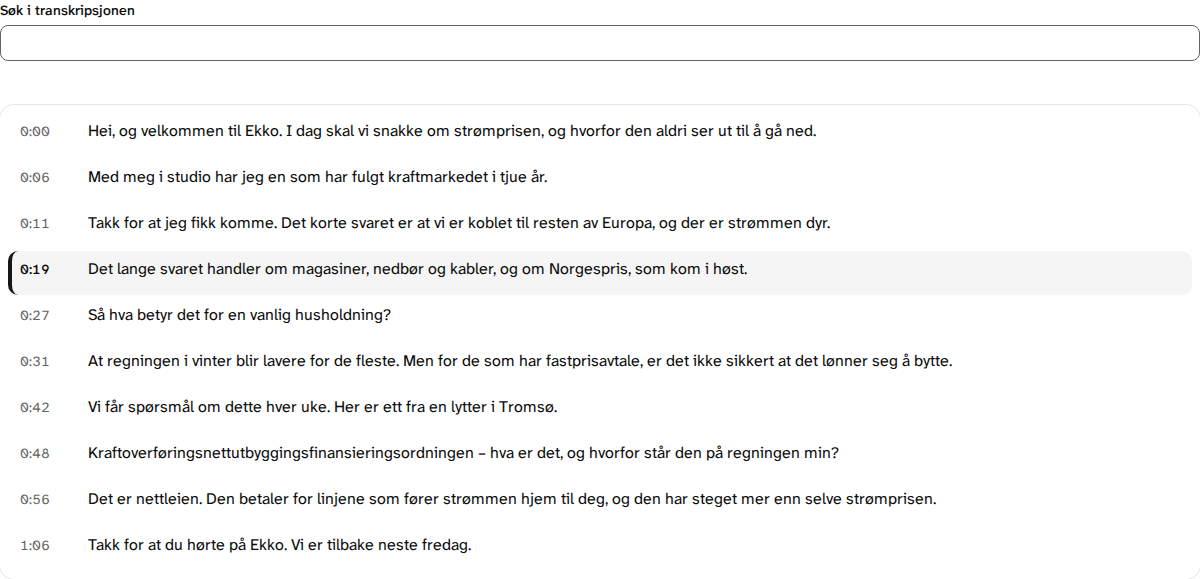 Søk i transkripsjonen
0:00 Hei, og velkommen til Ekko. I dag skal vi snakke om strømprisen, og hvorfor den aldri ser ut til å gå ned.
0:06 Med meg i studio har jeg en som har fulgt kraftmarkedet i tjue år.
0:11 Takk for at jeg fikk komme. Det korte svaret er at vi er koblet til resten av Europa, og der er strømmen dyr.
0:19 Det lange svaret handler om magasiner, nedbør og kabler, og om Norgespris, som kom i høst.
0:27 Så hva betyr det for en vanlig husholdning?
0:31 At regningen i vinter blir lavere for de fleste. Men for de som har fastprisavtale, er det ikke sikkert at det lønner seg å bytte.
0:42 Vi får spørsmål om dette hver uke. Her er ett fra en lytter i Tromsø.
0:48 Kraftoverføringsnettutbyggingsfinansieringsordningen – hva er det, og hvorfor står den på regningen min?
0:56 Det er nettleien. Den betaler for linjene som fører strømmen hjem til deg, og den har steget mer enn selve strømprisen.
1:06 Takk for at du hørte på Ekko. Vi er tilbake neste fredag.